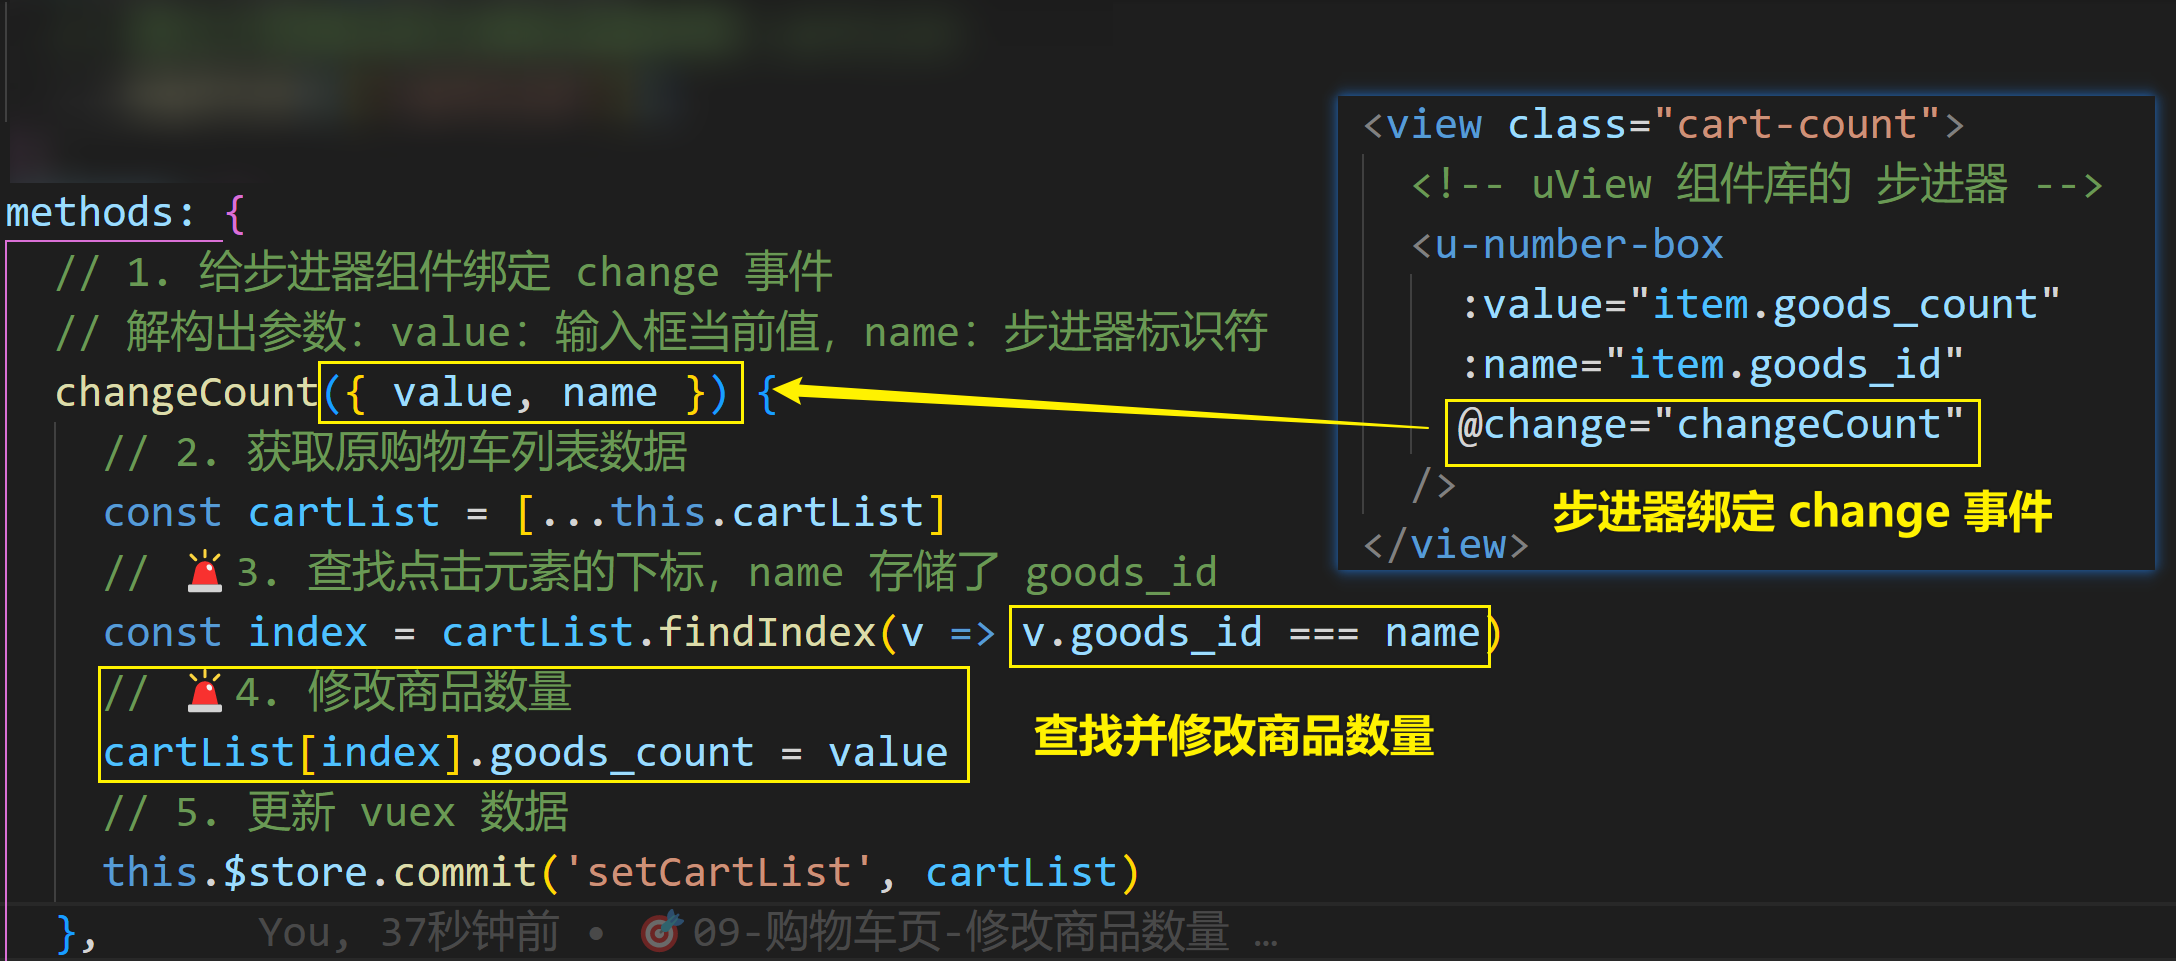 methods: {
// 1. 给步进器组件绑定 change 事件
// 解构出参数：value：输入框当前值，name：步进器标识符
changeCount({ value, name }) {
// 2. 获取原购物车列表数据
const cartList = [...this.cartList]
// 🚨3. 查找点击元素的下标，name 存储了 goods_id
const index = cartList.findIndex(v => v.goods_id === name)
// 🚨4. 修改商品数量
cartList[index].goods_count = value
// 5. 更新 vuex 数据
this.$store.commit('setCartList', cartList)
},
You, 37秒钟前 • 🎯09-购物车页-修改商品数量 …
<view class="cart-count">
<!-- uView 组件库的 步进器 -->
<u-number-box
:value="item.goods_count"
:name="item.goods_id"
@change="changeCount"
/>
步进器绑定 change 事件
</view>
查找并修改商品数量